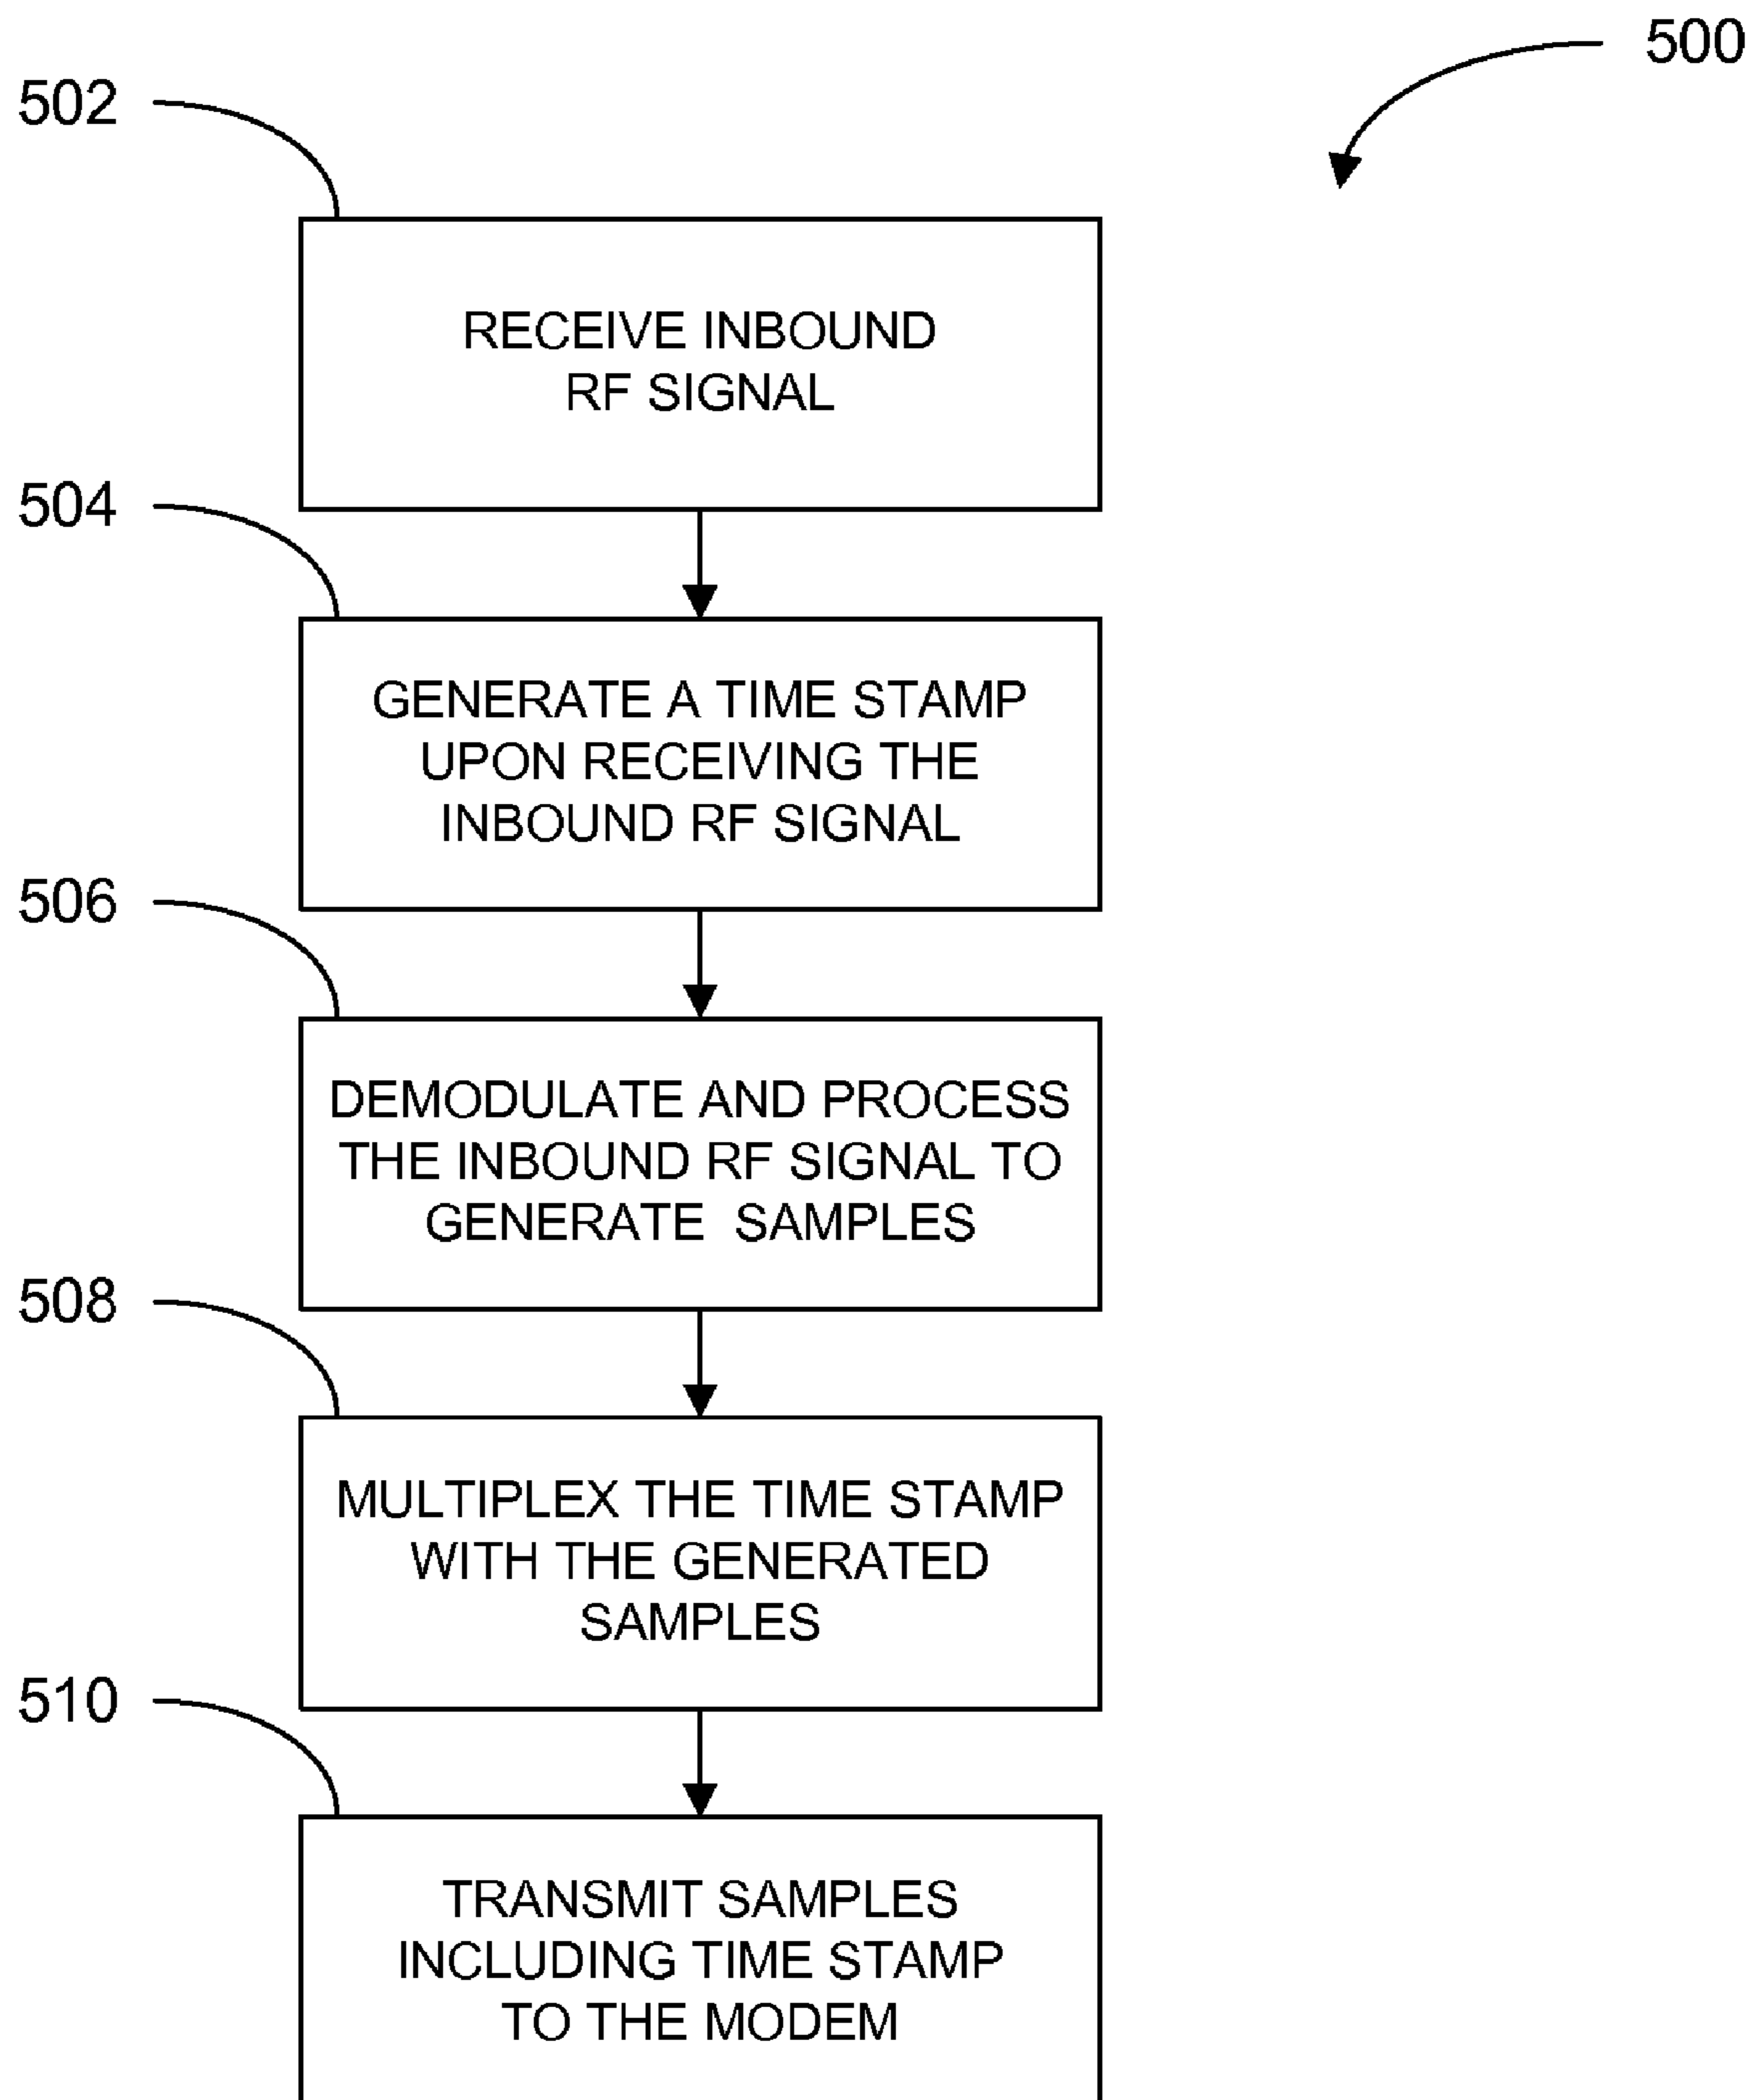 500
502
RECEIVE INBOUND
RF SIGNAL
504
GENERATE A TIME STAMP
UPON RECEIVING THE
INBOUND RF SIGNAL
506
DEMODULATE AND PROCESS
THE INBOUND RF SIGNAL TO
GENERATE SAMPLES
508
MULTIPLEX THE TIME STAMP
WITH THE GENERATED
SAMPLES
510
TRANSMIT SAMPLES
INCLUDING TIME STAMP
TO THE MODEM